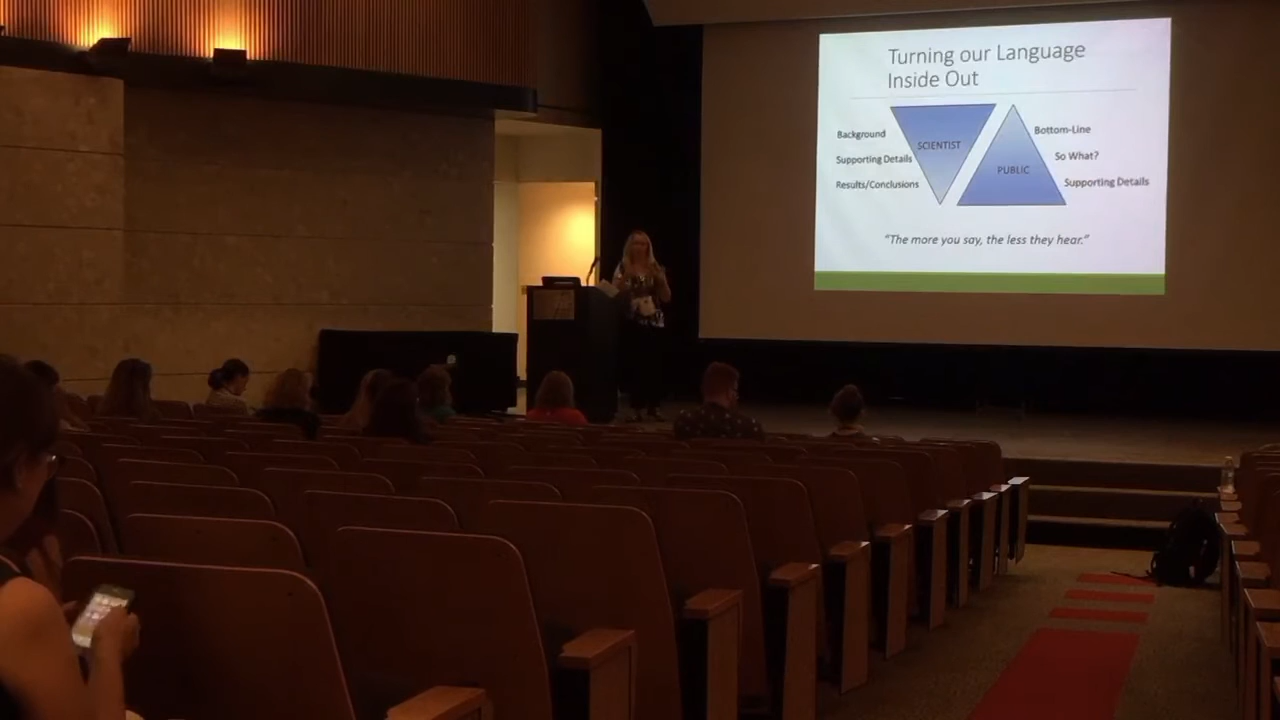 Turning our Language
Inside Out
Background
Supporting Details
Results/Conclusions
SCIENTIST
PUBLIC
Bottom-Line
So What?
Supporting Details
"The more you say, the less they hear."